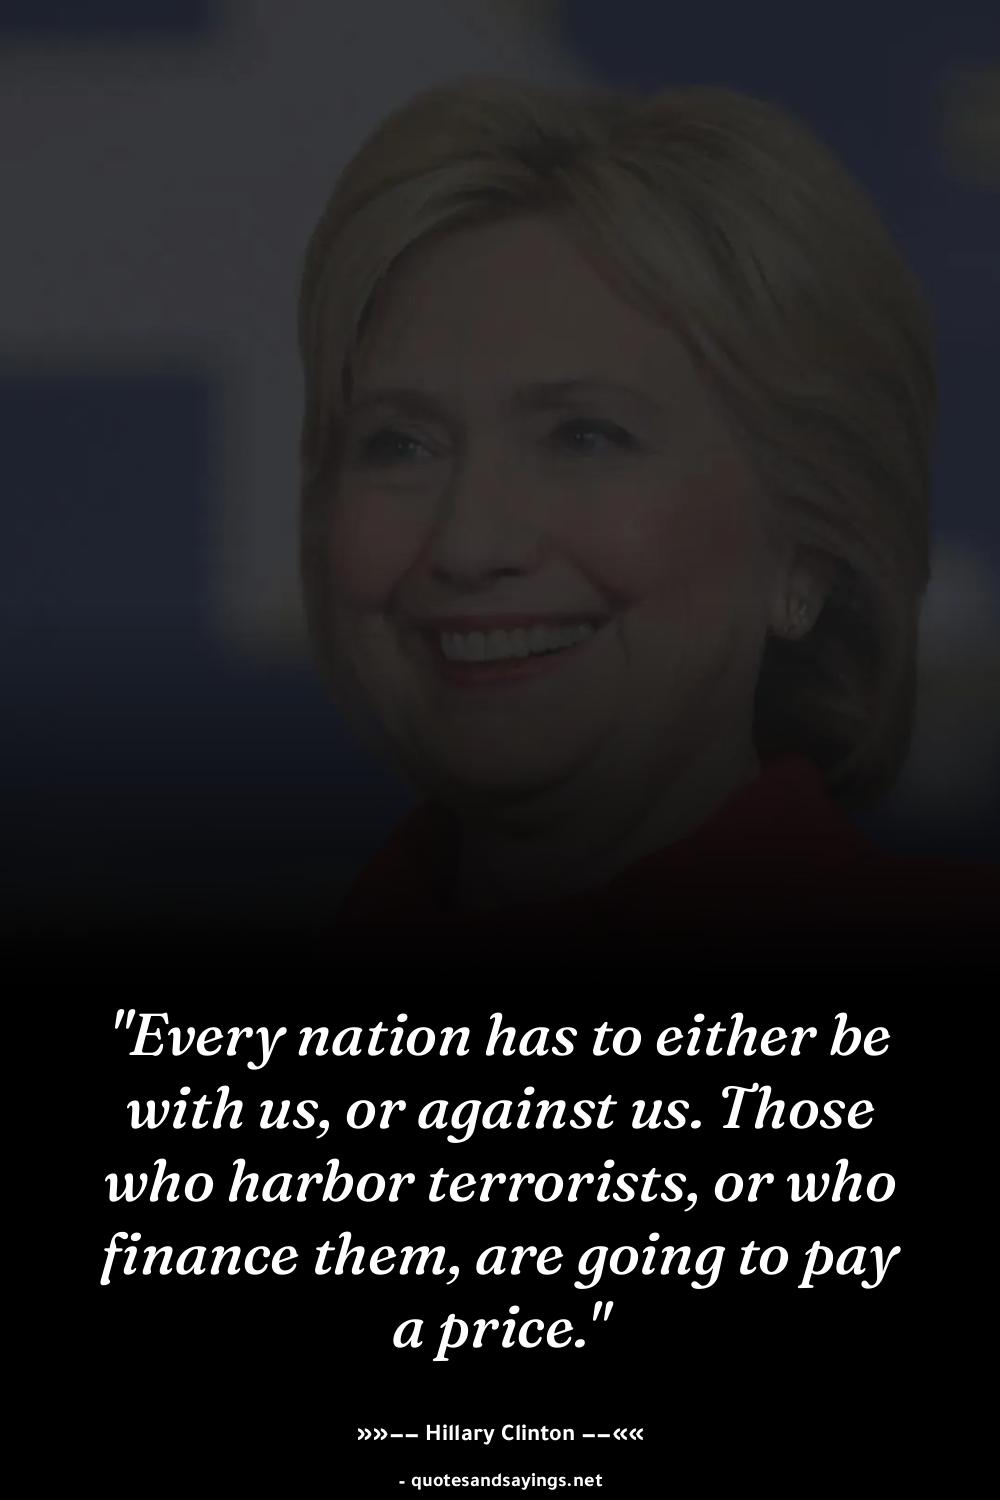 "Every nation has to either be
with us, or against us. Those
who harbor terrorists, or who
finance them, are going to pay
a price."
»»−− Hillary Clinton −−««
- quotesandsayings.net